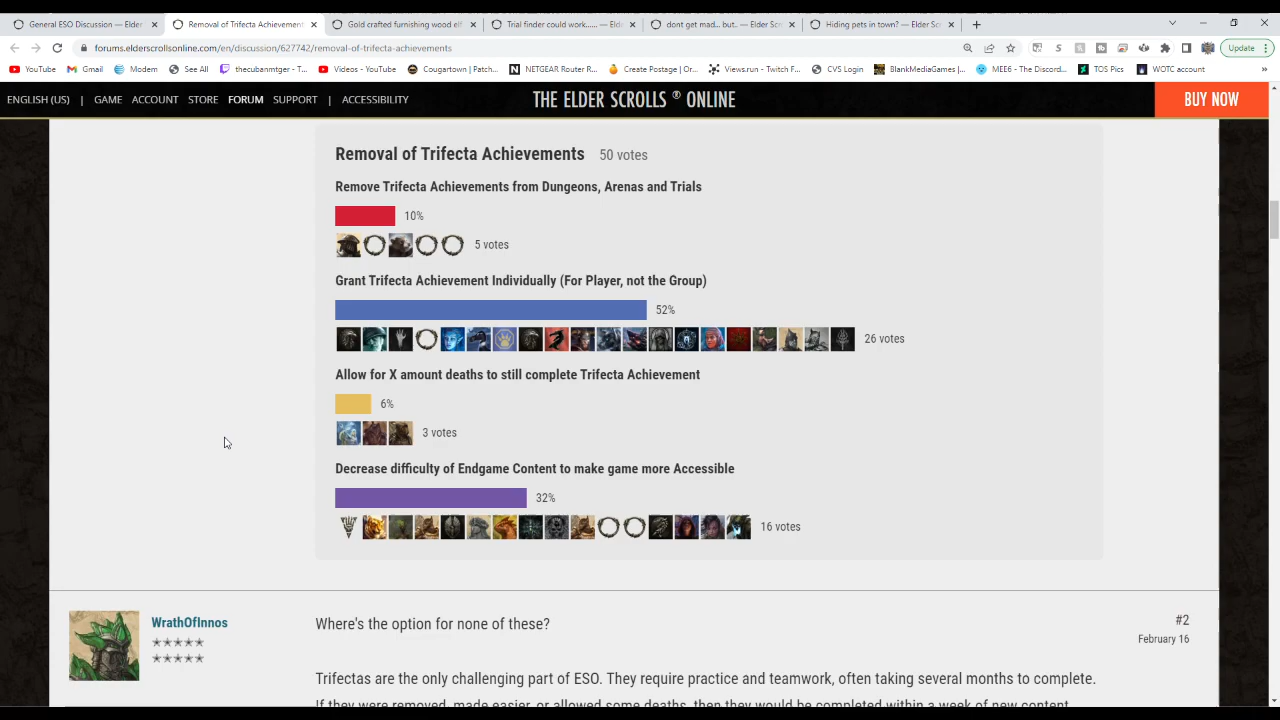 General ESO Discussion — Elder
Removal of Trifecta Achievement
Gold crafted furnishing wood elf
Trial finder could work...... — Eld
dont get mad... but.. — Elder Scr
Hiding pets in town? — Elder Scr
forums.elderscrollsonline.com/en/discussion/627742/removal-of-trifecta-achievements
Update
YouTube
Gmail
Modem
See All
thecubanmtger - T...
Videos - YouTube
Cougartown | Patch...
NETGEAR Router R...
Create Postage | Or...
Views.run - Twitch F...
CVS Login
BlankMediaGames |...
MEE6 - The Discord...
TOS Pics
WOTC account
»
ENGLISH (US) | GAME ACCOUNT STORE FORUM SUPPORT | ACCESSIBILITY
THE ELDER SCROLLS ® ONLINE
BUY NOW
Removal of Trifecta Achievements 50 votes
Remove Trifecta Achievements from Dungeons, Arenas and Trials
10%
5 votes
Grant Trifecta Achievement Individually (For Player, not the Group)
52%
26 votes
Allow for X amount deaths to still complete Trifecta Achievement
6%
3 votes
Decrease difficulty of Endgame Content to make game more Accessible
32%
16 votes
WrathOfInnos
Where's the option for none of these?
#2
February 16
Trifectas are the only challenging part of ESO. They require practice and teamwork, often taking several months to complete.
If they were removed, made easier, or allowed some deaths, then they would be completed within a week of new content